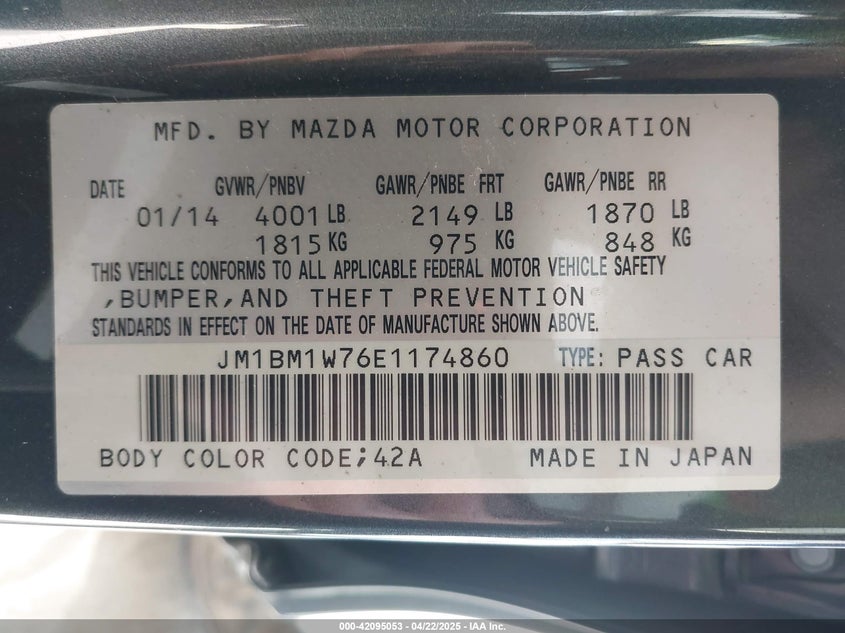 MFD. BY MAZDA MOTOR CORPORATION
DATE GVWR/PNBV GAWR/PNBE FRT GAWR/PNBE RR
01/14 4001 LB 2149 LB 1870 LB
1815 KG 975 KG 848 KG
THIS VEHICLE CONFORMS TO ALL APPLICABLE FEDERAL MOTOR VEHICLE SAFETY
,BUMPER,AND THEFT PREVENTION
STANDARDS IN EFFECT ON THE DATE OF MANUFACTURE SHOWN ABOVE.
JM1BM1W76E1174860 TYPE: PASS CAR
BODY COLOR CODE;42A MADE IN JAPAN
000-42095053 - 04/22/2025 - IAA Inc.